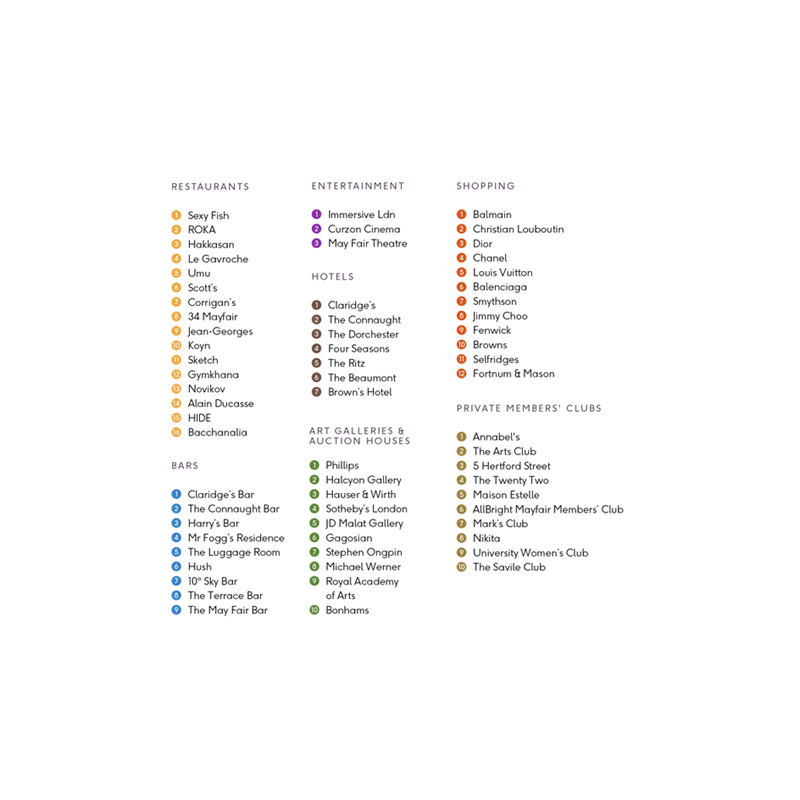 RESTAURANTS
1 Sexy Fish
2 ROKA
3 Hakkasan
4 Le Gavroche
5 Umu
6 Scott's
7 Corrigan's
8 34 Mayfair
9 Jean-Georges
10 Koyn
11 Sketch
12 Gymkhana
13 Novikov
14 Alain Ducasse
15 HIDE
16 Bacchanalia
BARS
1 Claridge's Bar
2 The Connaught Bar
3 Harry's Bar
4 Mr Fogg's Residence
5 The Luggage Room
6 Hush
7 10° Sky Bar
8 The Terrace Bar
9 The May Fair Bar
ENTERTAINMENT
1 Immersive Ldn
2 Curzon Cinema
3 May Fair Theatre
HOTELS
1 Claridge's
2 The Connaught
3 The Dorchester
4 Four Seasons
5 The Ritz
6 The Beaumont
7 Brown's Hotel
ART GALLERIES &
AUCTION HOUSES
1 Phillips
2 Halcyon Gallery
3 Hauser & Wirth
4 Sotheby's London
5 JD Malat Gallery
6 Gagosian
7 Stephen Ongpin
8 Michael Werner
9 Royal Academy
of Arts
10 Bonhams
SHOPPING
1 Balmain
2 Christian Louboutin
3 Dior
4 Chanel
5 Louis Vuitton
6 Balenciaga
7 Smythson
8 Jimmy Choo
9 Fenwick
10 Browns
11 Selfridges
12 Fortnum & Mason
PRIVATE MEMBERS' CLUBS
1 Annabel's
2 The Arts Club
3 5 Hertford Street
4 The Twenty Two
5 Maison Estelle
6 AllBright Mayfair Members' Club
7 Mark's Club
8 Nikita
9 University Women's Club
10 The Savile Club